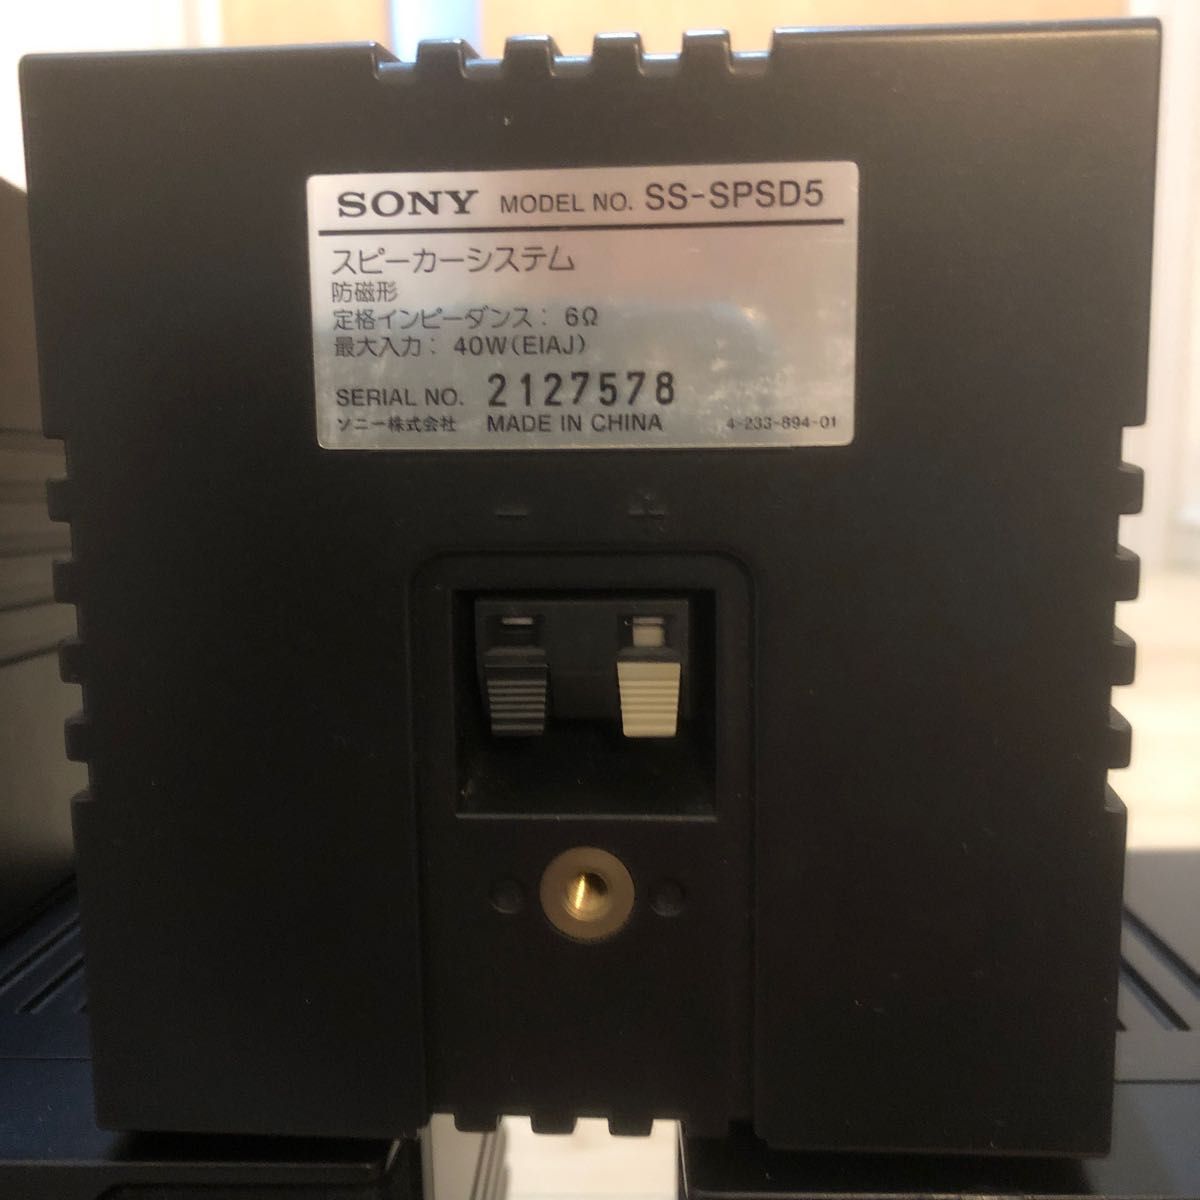 SONY MODEL NO. SS-SPSD5
スピーカーシステム
防磁形
定格インピーダンス: 6Ω
最大入力: 40W(EIAJ)
SERIAL NO. 2127578
ソニー株式会社 MADE IN CHINA 4-233-894-01
− +